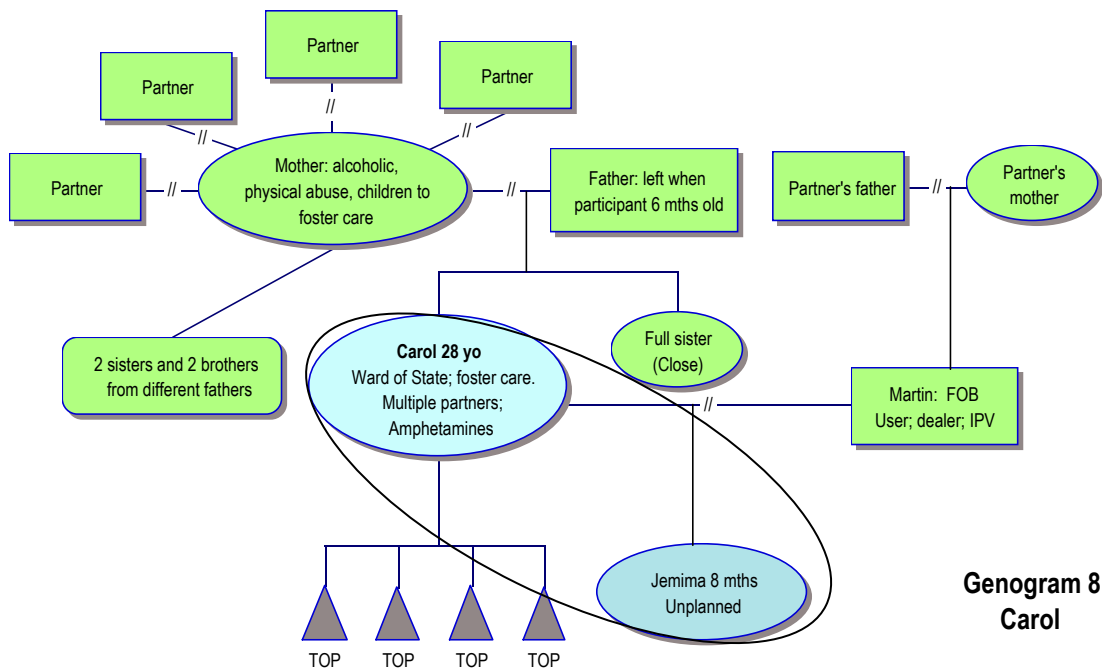 Partner
Partner
Partner
Partner
//
//
//
//
Mother: alcoholic,
physical abuse, children to
foster care
//
Father: left when
participant 6 mths old
Partner's father
//
Partner's
mother
2 sisters and 2 brothers
from different fathers
Carol 28 yo
Ward of State; foster care.
Multiple partners;
Amphetamines
Full sister
(Close)
//
Martin: FOB
User; dealer; IPV
Jemima 8 mths
Unplanned
TOP
TOP
TOP
TOP
Genogram 8
Carol